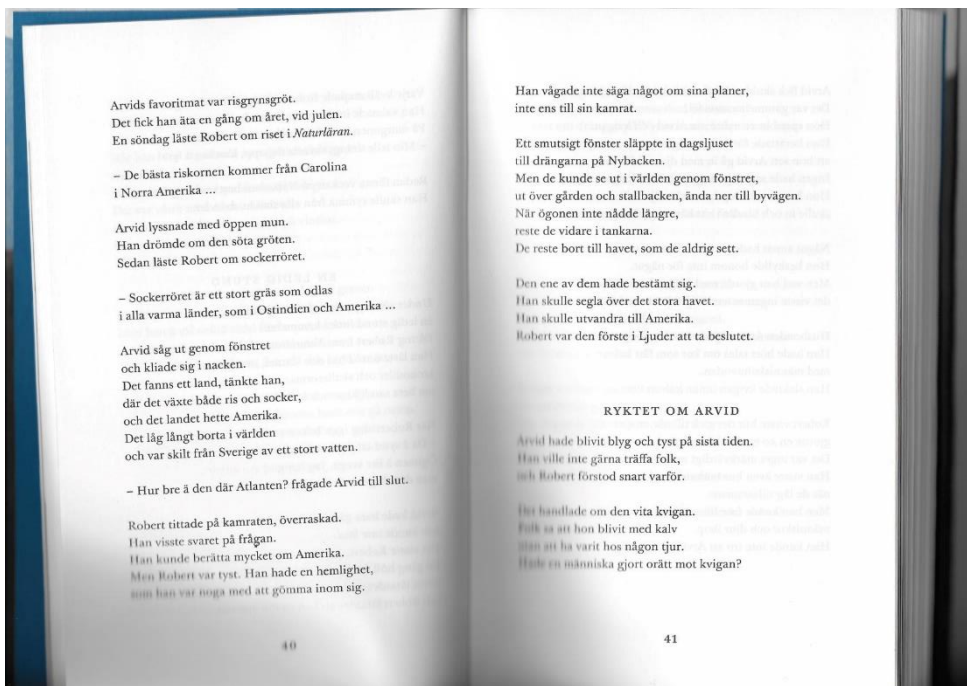 Arvids favoritmat var risgrynsgröt.
Det fick han äta en gång om året, vid julen.
En söndag läste Robert om riset i Naturläran.
– De bästa riskornen kommer från Carolina
i Norra Amerika ...
Arvid lyssnade med öppen mun.
Han drömde om den söta gröten.
Sedan läste Robert om sockerröret.
– Sockerröret är ett stort gräs som odlas
i alla varma länder, som i Ostindien och Amerika ...
Arvid såg ut genom fönstret
och kliade sig i nacken.
Det fanns ett land, tänkte han,
där det växte både ris och socker,
och det landet hette Amerika.
Det låg långt borta i världen
och var skilt från Sverige av ett stort vatten.
– Hur bre ä den där Atlanten? frågade Arvid till slut.
Robert tittade på kamraten, överraskad.
Han visste svaret på frågan.
Han kunde berätta mycket om Amerika.
Men Robert var tyst. Han hade en hemlighet,
som han var noga med att gömma inom sig.
40
Han vågade inte säga något om sina planer,
inte ens till sin kamrat.
Ett smutsigt fönster släppte in dagsljuset
till drängarna på Nybacken.
Men de kunde se ut i världen genom fönstret,
ut över gården och stallbacken, ända ner till byvägen.
När ögonen inte nådde längre,
reste de vidare i tankarna.
De reste bort till havet, som de aldrig sett.
Den ene av dem hade bestämt sig.
Han skulle segla över det stora havet.
Han skulle utvandra till Amerika.
Robert var den förste i Ljuder att ta beslutet.
RYKTET OM ARVID
Arvid hade blivit blyg och tyst på sista tiden.
Han ville inte gärna träffa folk,
och Robert förstod snart varför.
Det handlade om den vita kvigan.
Folk sa att hon blivit med kalv
utan att ha varit hos någon tjur.
Hade en människa gjort orätt mot kvigan?
41